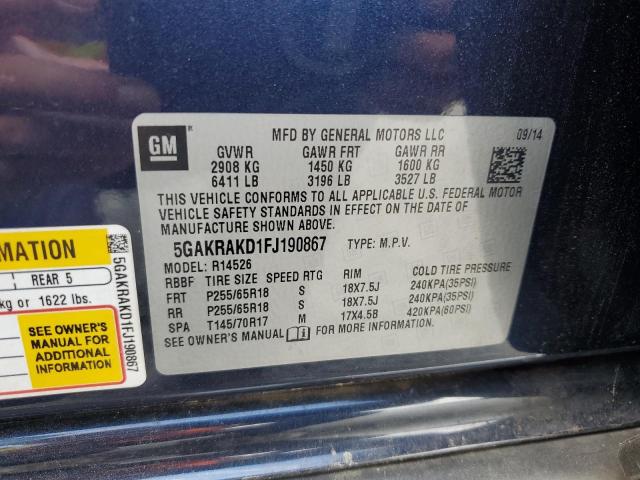 GM
MFD BY GENERAL MOTORS LLC 09/14
GVWR GAWR FRT GAWR RR
2908 KG 1450 KG 1600 KG
6411 LB 3196 LB 3527 LB
THIS VEHICLE CONFORMS TO ALL APPLICABLE U.S. FEDERAL MOTOR
VEHICLE SAFETY STANDARDS IN EFFECT ON THE DATE OF
MANUFACTURE SHOWN ABOVE.
5GAKRAKD1FJ190867 TYPE: M.P.V.
MODEL: R14526
RBBF TIRE SIZE SPEED RTG RIM COLD TIRE PRESSURE
FRT P255/65R18 S 18X7.5J 240KPA(35PSI)
RR P255/65R18 S 18X7.5J 240KPA(35PSI)
SPA T145/70R17 M 17X4.5B 420KPA(60PSI)
SEE OWNER'S MANUAL FOR MORE INFORMATION.
MATION
REAR 5
kg or 1622 lbs.
SEE OWNER'S
MANUAL FOR
ADDITIONAL
INFORMATION
5GAKRAKD1FJ190867